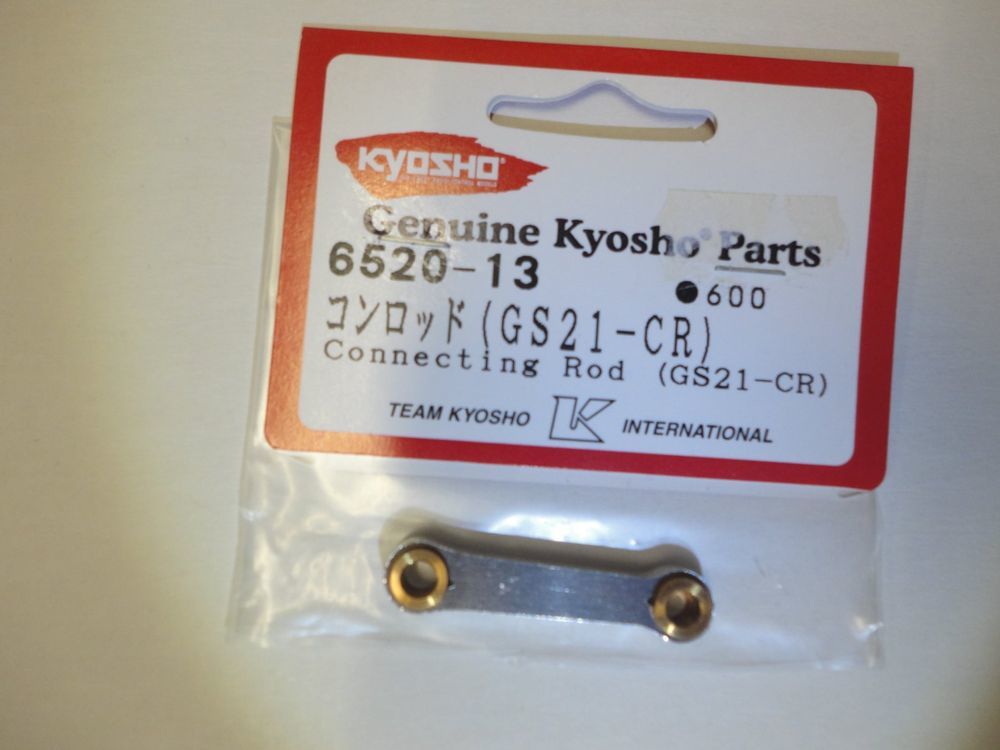 KYOSHO
Genuine Kyosho® Parts
6520-13
●600
コンロッド(GS21-CR)
Connecting Rod (GS21-CR)
TEAM KYOSHO K INTERNATIONAL